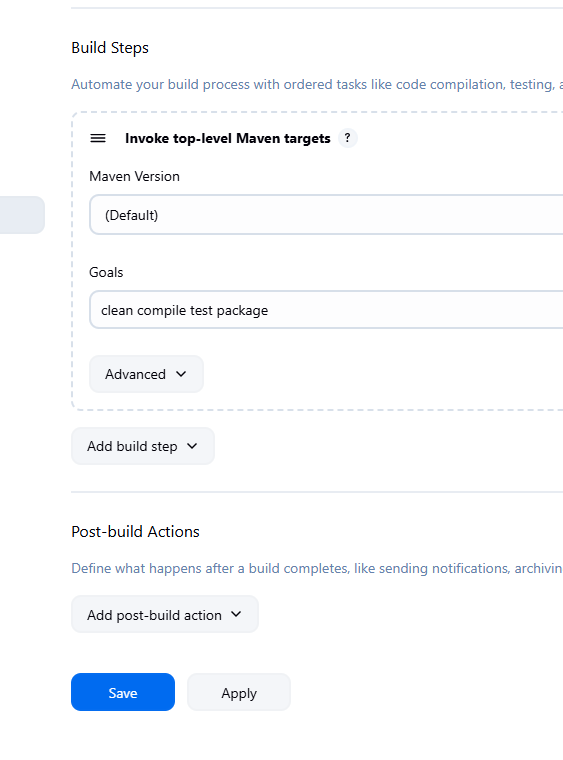 Build Steps
Automate your build process with ordered tasks like code compilation, testing,
Invoke top-level Maven targets ?
Maven Version
(Default)
Goals
clean compile test package
Advanced
Add build step
Post-build Actions
Define what happens after a build completes, like sending notifications,
Add post-build action
Save Apply